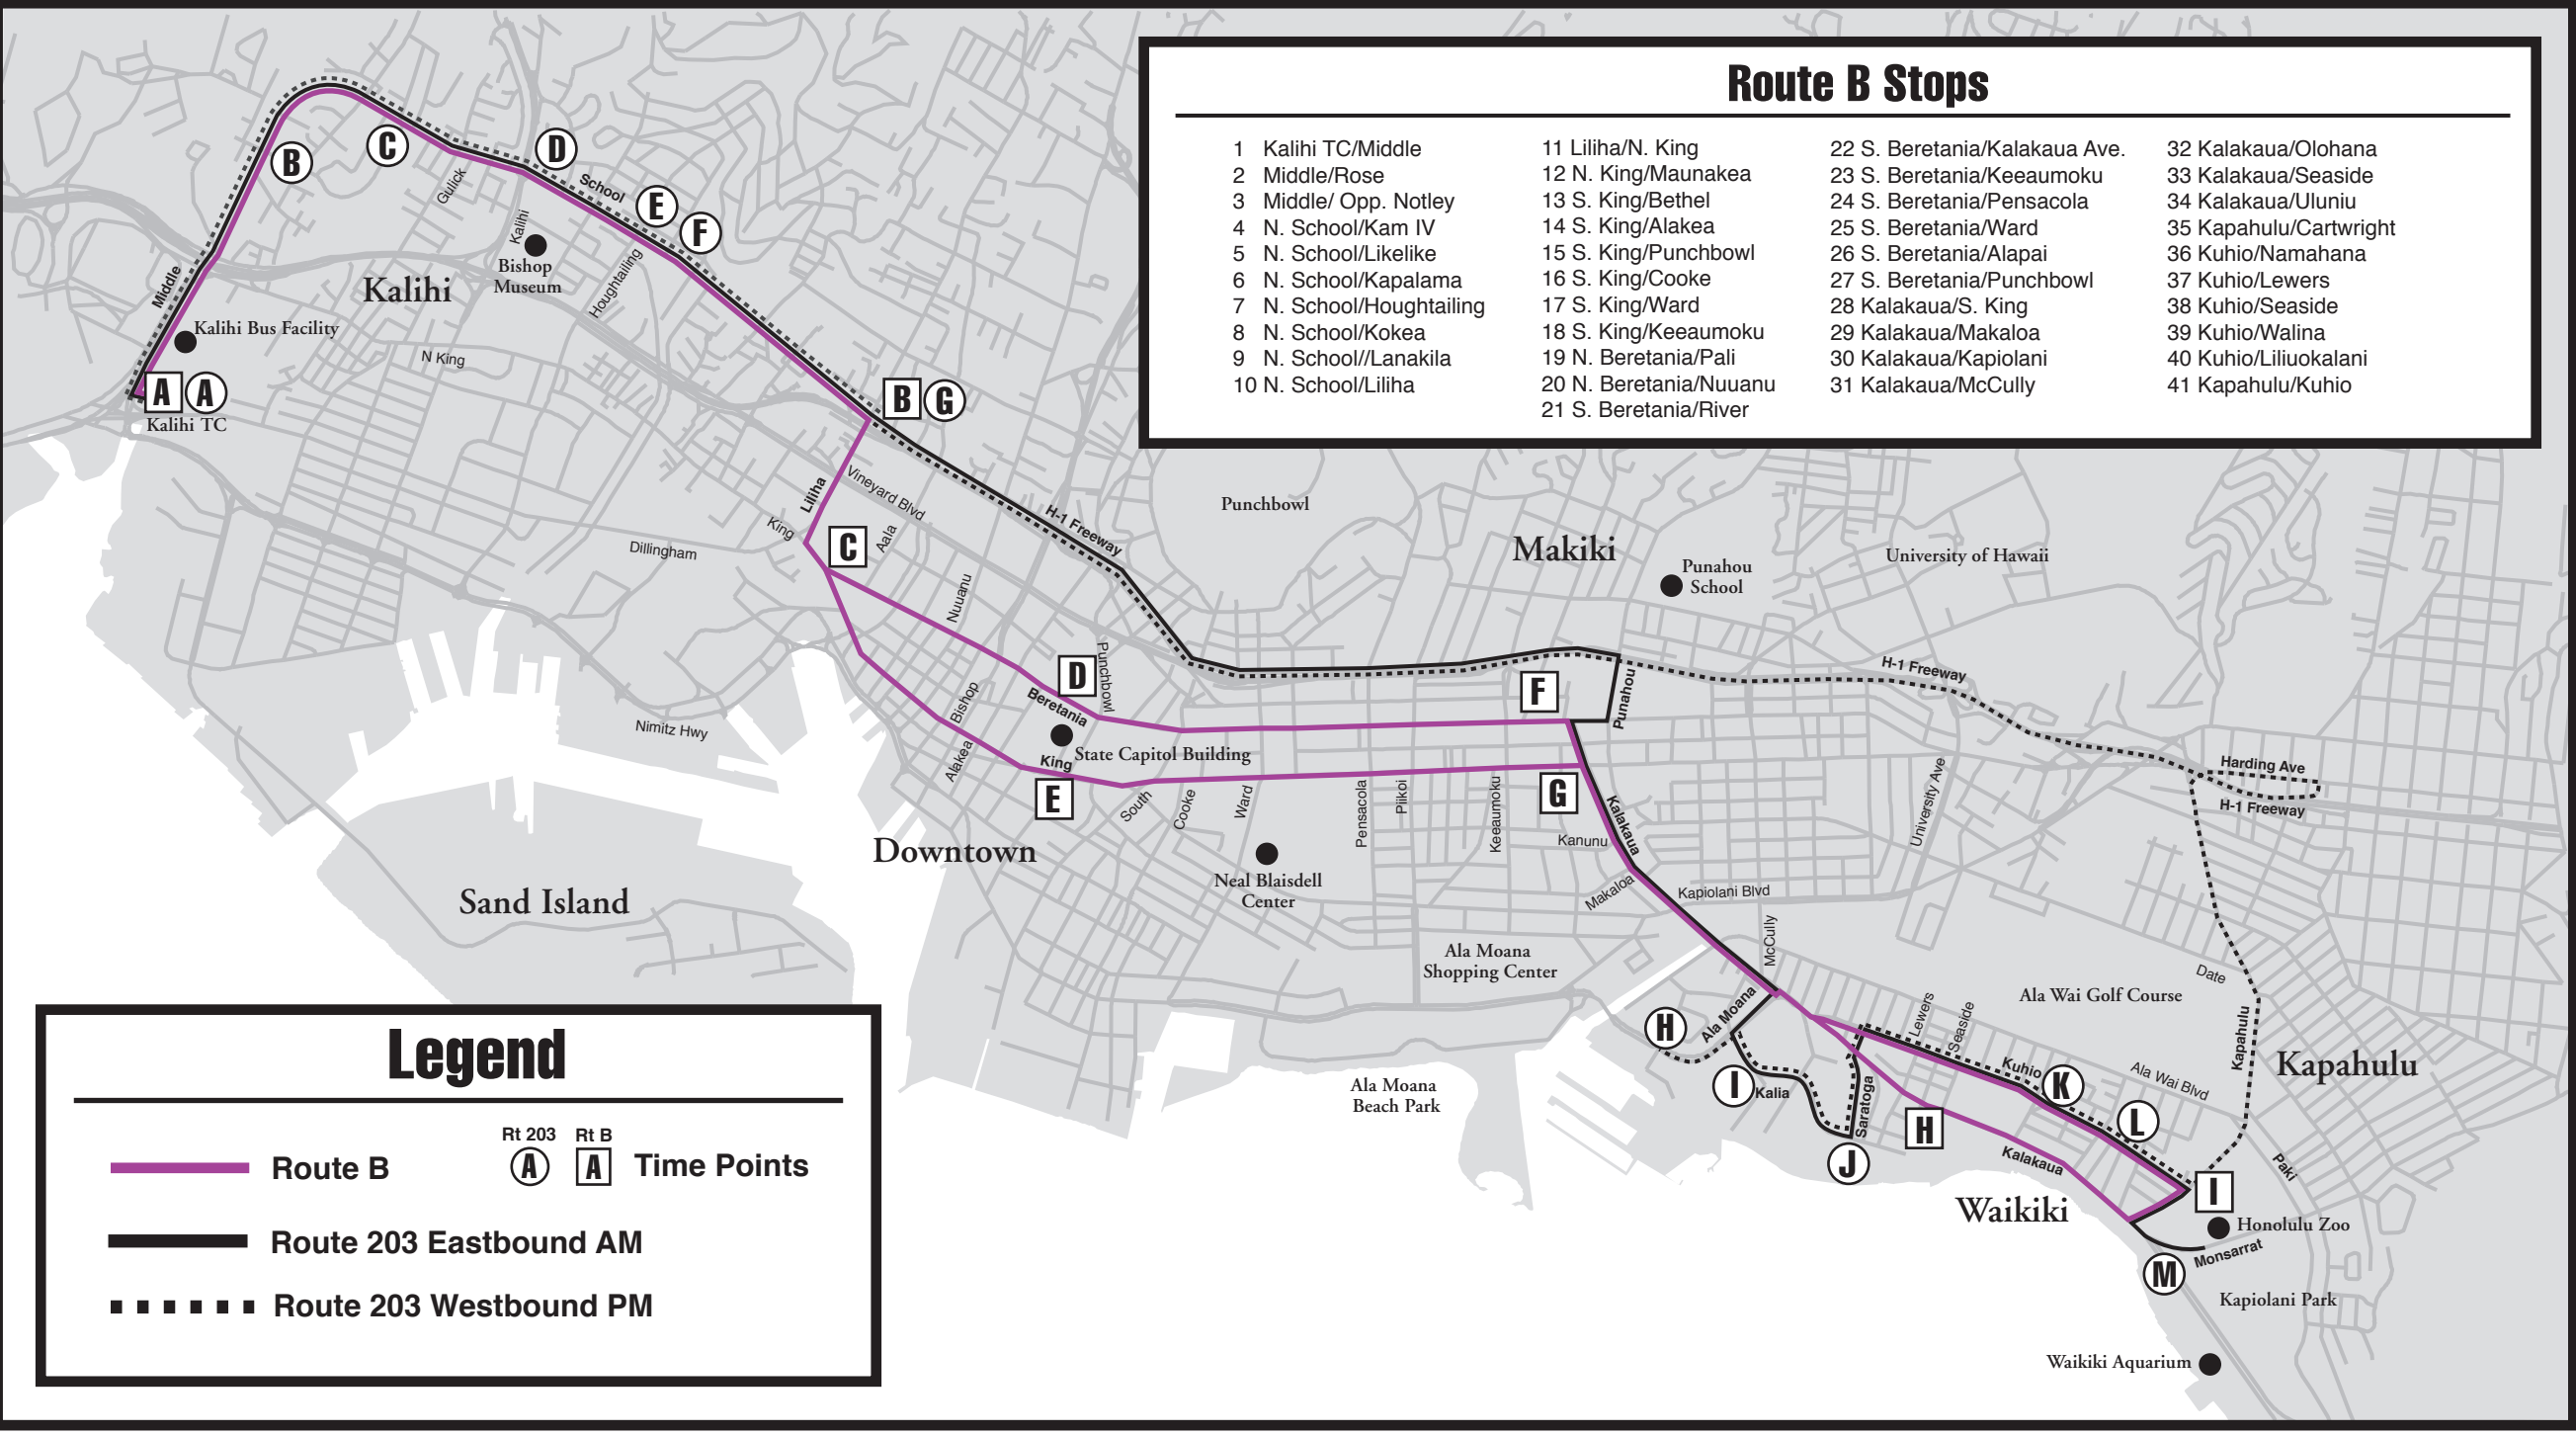 Route B Stops
1 Kalihi TC/Middle
2 Middle/Rose
3 Middle/ Opp. Notley
4 N. School/Kam IV
5 N. School/Likelike
6 N. School/Kapalama
7 N. School/Houghtailing
8 N. School/Kokea
9 N. School//Lanakila
10 N. School/Liliha
11 Liliha/N. King
12 N. King/Maunakea
13 S. King/Bethel
14 S. King/Alakea
15 S. King/Punchbowl
16 S. King/Cooke
17 S. King/Ward
18 S. King/Keeaumoku
19 N. Beretania/Pali
20 N. Beretania/Nuuanu
21 S. Beretania/River
22 S. Beretania/Kalakaua Ave.
23 S. Beretania/Keeaumoku
24 S. Beretania/Pensacola
25 S. Beretania/Ward
26 S. Beretania/Alapai
27 S. Beretania/Punchbowl
28 Kalakaua/S. King
29 Kalakaua/Makaloa
30 Kalakaua/Kapiolani
31 Kalakaua/McCully
32 Kalakaua/Olohana
33 Kalakaua/Seaside
34 Kalakaua/Uluniu
35 Kapahulu/Cartwright
36 Kuhio/Namahana
37 Kuhio/Lewers
38 Kuhio/Seaside
39 Kuhio/Walina
40 Kuhio/Liliuokalani
41 Kapahulu/Kuhio
B
C
D
E
F
School
Gulick
Kalihi
Bishop
Museum
Houghtailing
Middle
Kalihi
Kalihi Bus Facility
N King
A A
Kalihi TC
B G
Liliha
Vineyard Blvd
King
C
Aala
Dillingham
H-1 Freeway
Punchbowl
Makiki
Punahou
School
University of Hawaii
Nuuanu
D
Punchbowl
Beretania
Bishop
Alakea
King
State Capitol Building
E
Nimitz Hwy
South
Cooke
Ward
Pensacola
Piikoi
Keeaumoku
F
Punahou
G
Kalakaua
Kanunu
Makaloa
Kapiolani Blvd
University Ave
H-1 Freeway
Harding Ave
H-1 Freeway
Downtown
Neal Blaisdell
Center
Sand Island
Ala Moana
Shopping Center
McCully
Date
Ala Wai Golf Course
Lewers
Seaside
H
Ala Moana
I
Kalia
Saratoga
J
H
Kuhio
K
L
Ala Wai Blvd
Kapahulu
Kapahulu
Ala Moana
Beach Park
Kalakaua
Waikiki
Paki
I
Honolulu Zoo
Monsarrat
M
Kapiolani Park
Waikiki Aquarium
Legend
Route B
Rt 203 Rt B
A A Time Points
Route 203 Eastbound AM
Route 203 Westbound PM